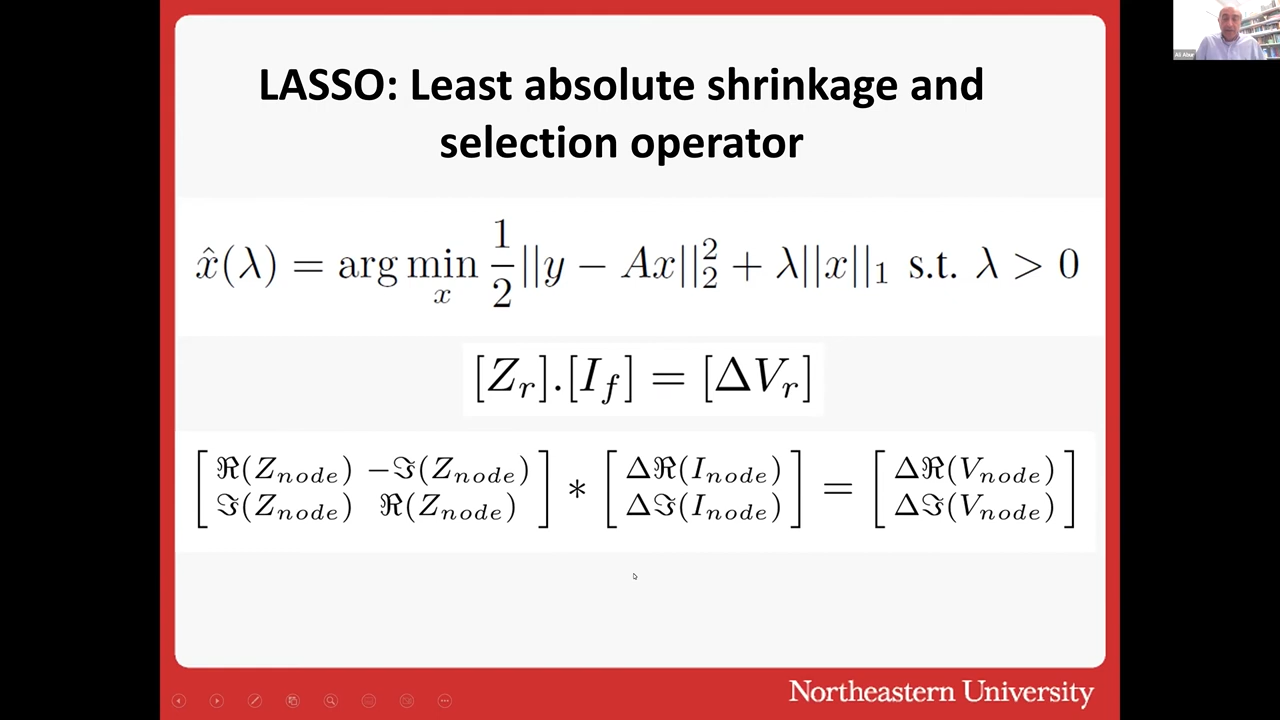 LASSO: Least absolute shrinkage and
selection operator
x̂(λ) = arg min_x 1/2 ||y − Ax||₂² + λ||x||₁ s.t. λ > 0
[Z_r].[I_f] = [ΔV_r]
[ℜ(Z_node) −ℑ(Z_node)] * [Δℜ(I_node)] = [Δℜ(V_node)]
[ℑ(Z_node) ℜ(Z_node)] [Δℑ(I_node)] [Δℑ(V_node)]
Northeastern University